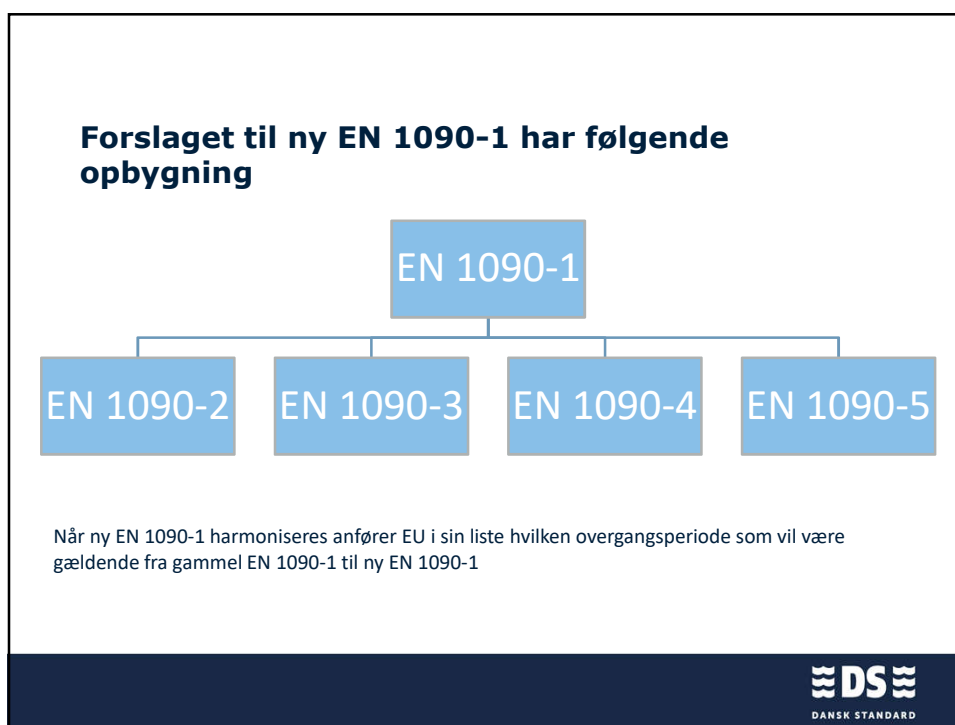 Forslaget til ny EN 1090-1 har følgende
opbygning
EN 1090-1
EN 1090-2
EN 1090-3
EN 1090-4
EN 1090-5
Når ny EN 1090-1 harmoniseres anfører EU i sin liste hvilken overgangsperiode som vil være
gældende fra gammel EN 1090-1 til ny EN 1090-1
DS
DANSK STANDARD